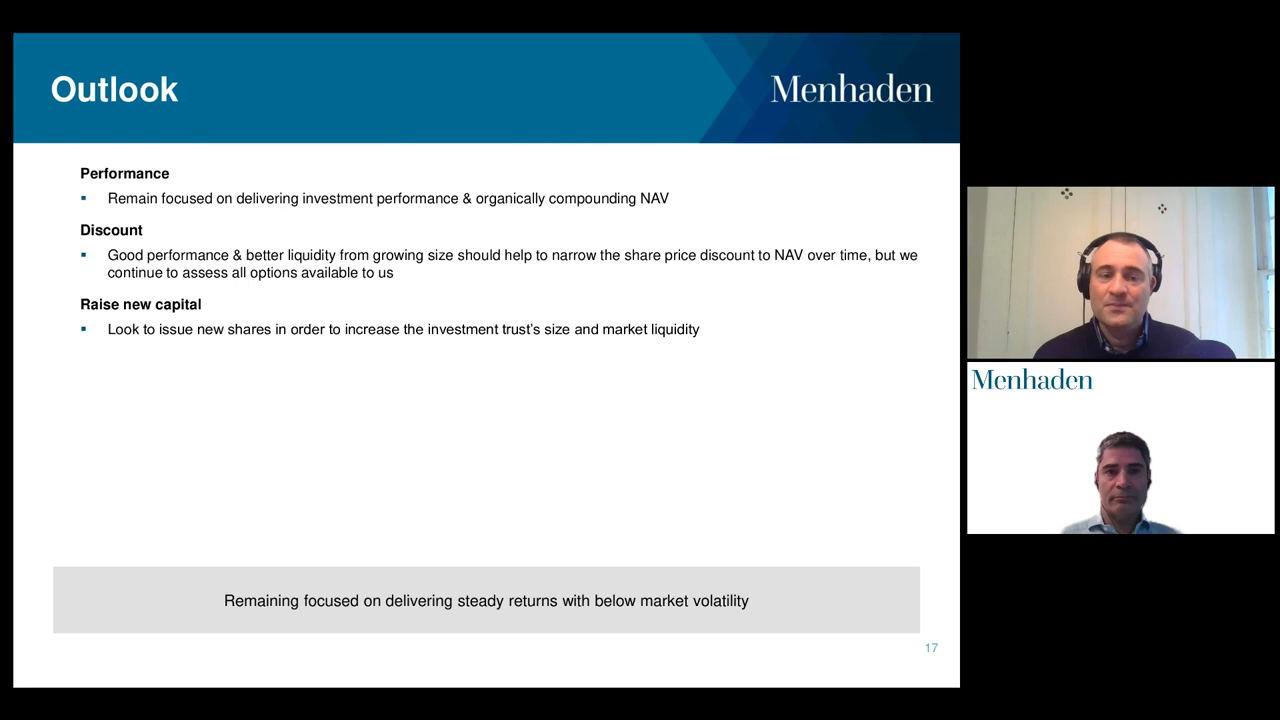 Outlook
Menhaden
Performance
▪ Remain focused on delivering investment performance & organically compounding NAV
Discount
▪ Good performance & better liquidity from growing size should help to narrow the share price discount to NAV over time, but we
continue to assess all options available to us
Raise new capital
▪ Look to issue new shares in order to increase the investment trust's size and market liquidity
Remaining focused on delivering steady returns with below market volatility
17
Menhaden